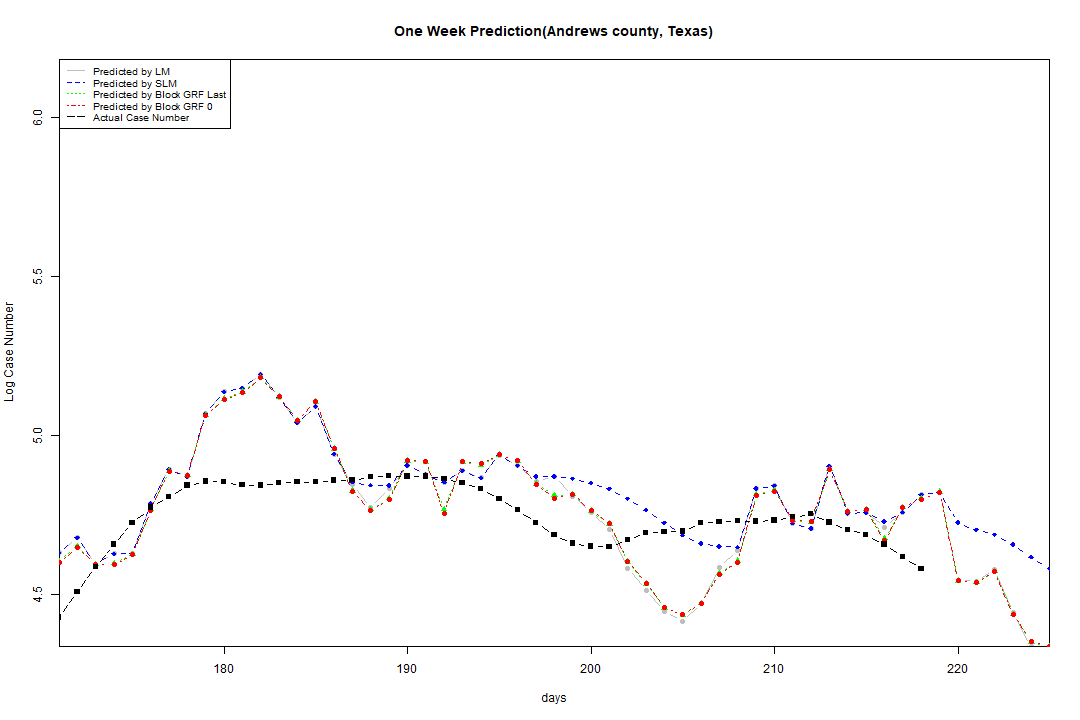 One Week Prediction(Andrews county, Texas)
Predicted by LM
Predicted by SLM
Predicted by Block GRF Last
Predicted by Block GRF 0
Actual Case Number
6.0
5.5
5.0
4.5
Log Case Number
180 190 200 210 220
days